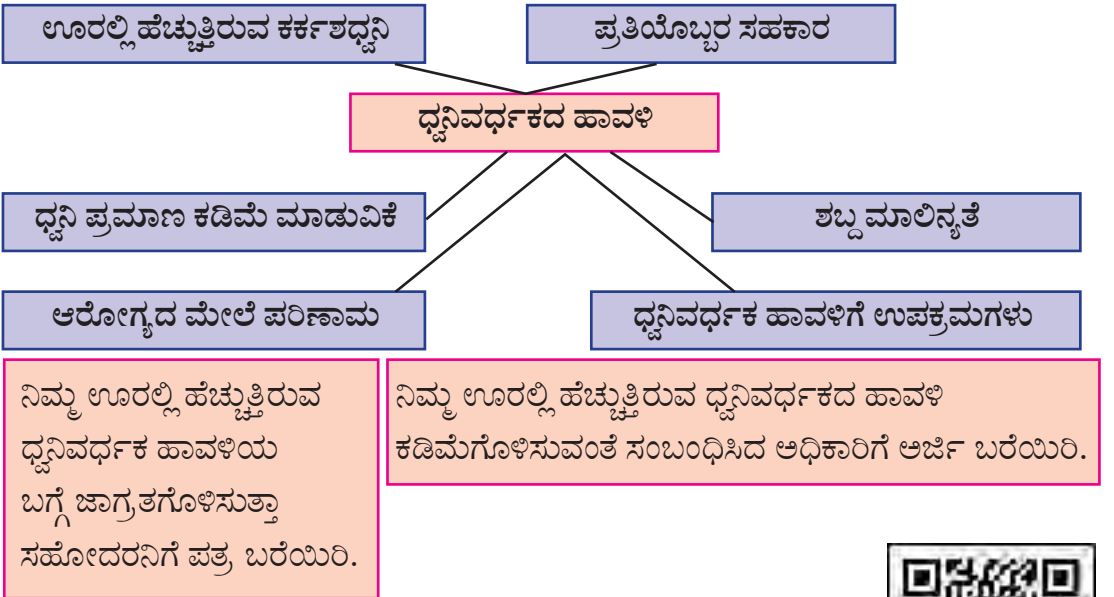 ಊರಲ್ಲಿ ಹೆಚ್ಚುತ್ತಿರುವ ಕರ್ಕಶಧ್ವನಿ
ಪ್ರತಿಯೊಬ್ಬರ ಸಹಕಾರ
ಧ್ವನಿವರ್ಧಕದ ಹಾವಳಿ
ಧ್ವನಿ ಪ್ರಮಾಣ ಕಡಿಮೆ ಮಾಡುವಿಕೆ
ಶಬ್ದ ಮಾಲಿನ್ಯತೆ
ಆರೋಗ್ಯದ ಮೇಲೆ ಪರಿಣಾಮ
ಧ್ವನಿವರ್ಧಕ ಹಾವಳಿಗೆ ಉಪಕ್ರಮಗಳು
ನಿಮ್ಮ ಊರಲ್ಲಿ ಹೆಚ್ಚುತ್ತಿರುವ
ಧ್ವನಿವರ್ಧಕ ಹಾವಳಿಯ
ಬಗ್ಗೆ ಜಾಗ್ರತಗೊಳಿಸುತ್ತಾ
ಸಹೋದರನಿಗೆ ಪತ್ರ ಬರೆಯಿರಿ.
ನಿಮ್ಮ ಊರಲ್ಲಿ ಹೆಚ್ಚುತ್ತಿರುವ ಧ್ವನಿವರ್ಧಕದ ಹಾವಳಿ
ಕಡಿಮೆಗೊಳಿಸುವಂತೆ ಸಂಬಂಧಿಸಿದ ಅಧಿಕಾರಿಗೆ ಅರ್ಜಿ ಬರೆಯಿರಿ.